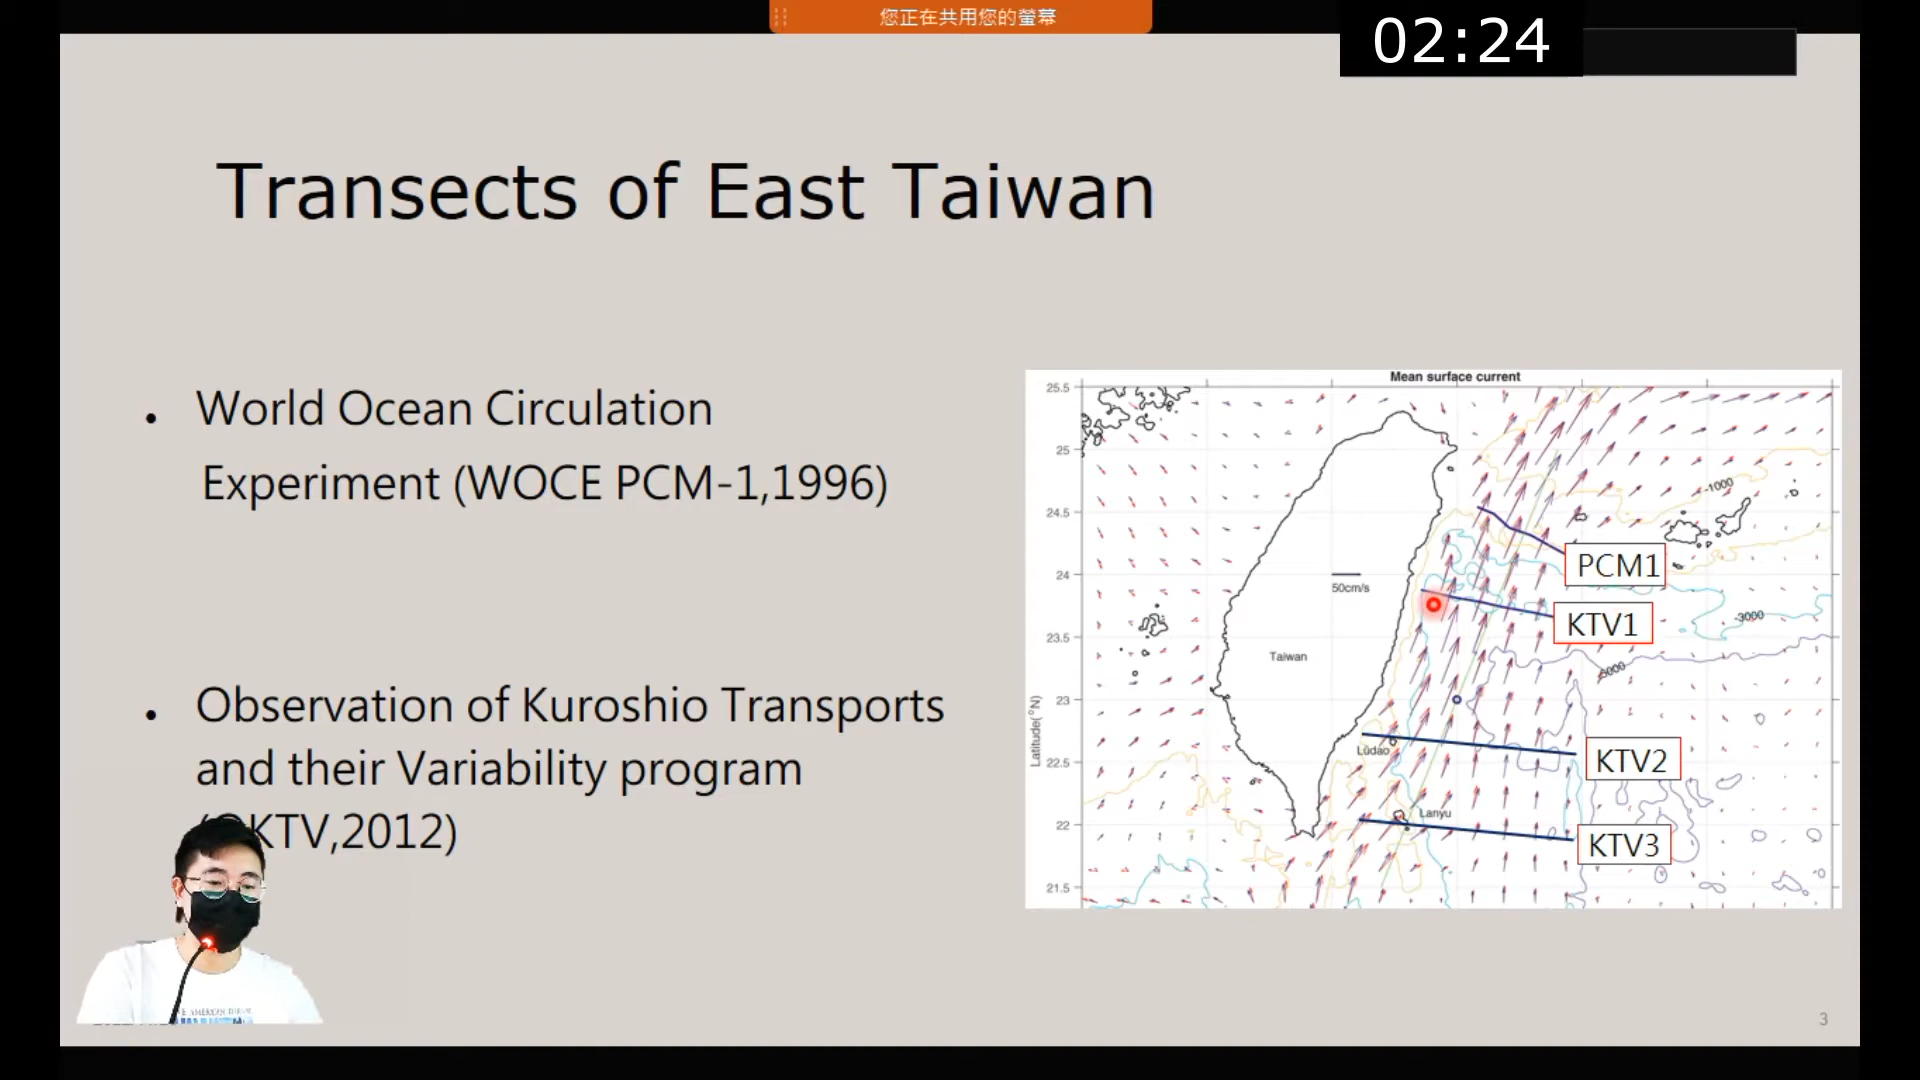 您正在共用您的螢幕
02:24
Transects of East Taiwan
World Ocean Circulation
Experiment (WOCE PCM-1,1996)
Observation of Kuroshio Transports
and their Variability program
KTV,2012)
Mean surface current
25.5
25
24.5
24
23.5
23
22.5
22
21.5
Latitude(°N)
-1000
-3000
50cm/s
Taiwan
Lüdao
Lanyu
PCM1
KTV1
KTV2
KTV3
3